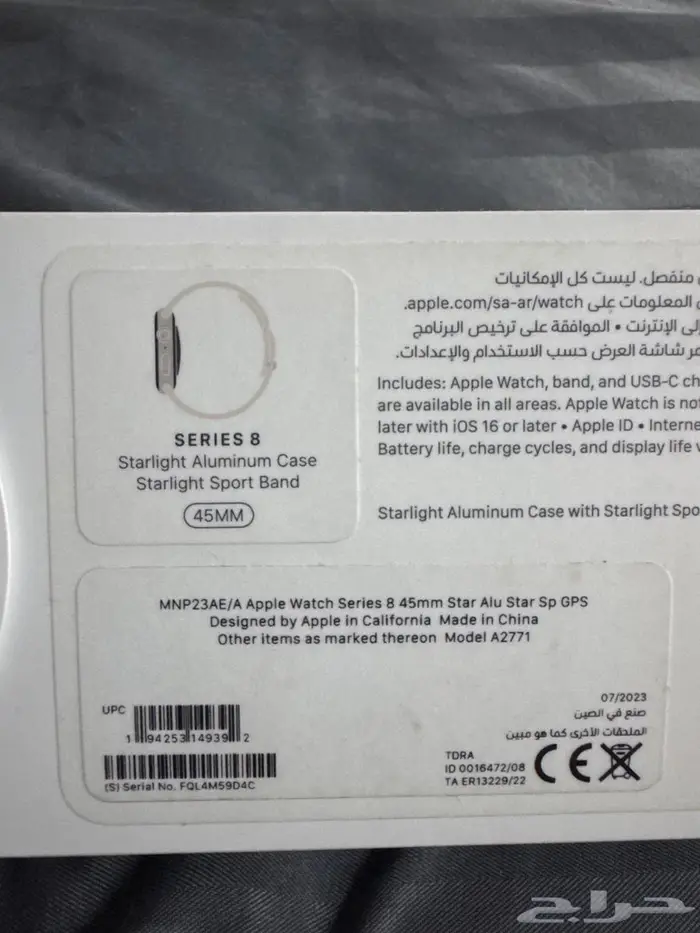 منفصل. ليست كل الإمكانيات
المعلومات على apple.com/sa-ar/watch.
الإنترنت • الموافقة على ترخيص البرنامج
شاشة العرض حسب الاستخدام والإعدادات.
Includes: Apple Watch, band, and USB-C
are available in all areas. Apple Watch is
later with iOS 16 or later • Apple ID •
Battery life, charge cycles, and display life
SERIES 8
Starlight Aluminum Case
Starlight Sport Band
45MM
Starlight Aluminum Case with Starlight
MNP23AE/A Apple Watch Series 8 45mm Star Alu Star Sp GPS
Designed by Apple in California Made in China
Other items as marked thereon Model A2771
07/2023
صنع في الصين
الملحقات الأخرى كما هو مبين
UPC
1 94253 14939 2
(S) Serial No. FQL4M59D4C
TDRA
ID 0016472/08
TA ER13229/22
CE
حراج